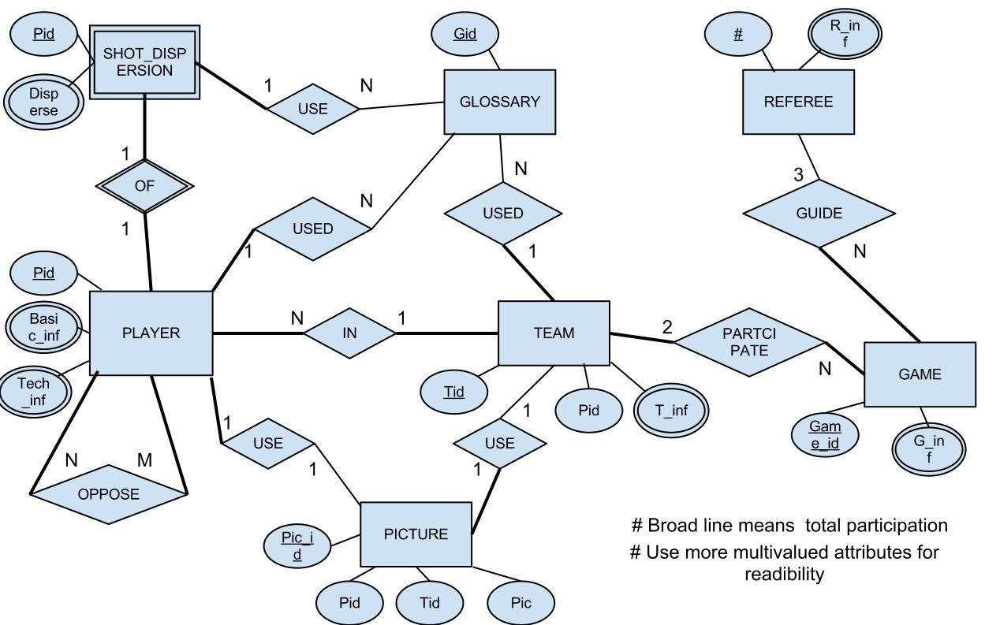 Pid
SHOT_DISP
ERSION
Disp
erse
1
USE
N
Gid
GLOSSARY
#
R_in
f
REFEREE
1
OF
1
N
USED
1
N
USED
1
3
GUIDE
N
Pid
Basi
c_inf
Tech
_inf
PLAYER
N
IN
1
TEAM
2
PARTCI
PATE
N
GAME
Tid
Pid
T_inf
Gam
e_id
G_in
f
N
M
OPPOSE
1
USE
1
1
USE
1
PICTURE
Pic_i
d
Pid
Tid
Pic
# Broad line means  total participation
# Use more multivalued attributes for
readibility